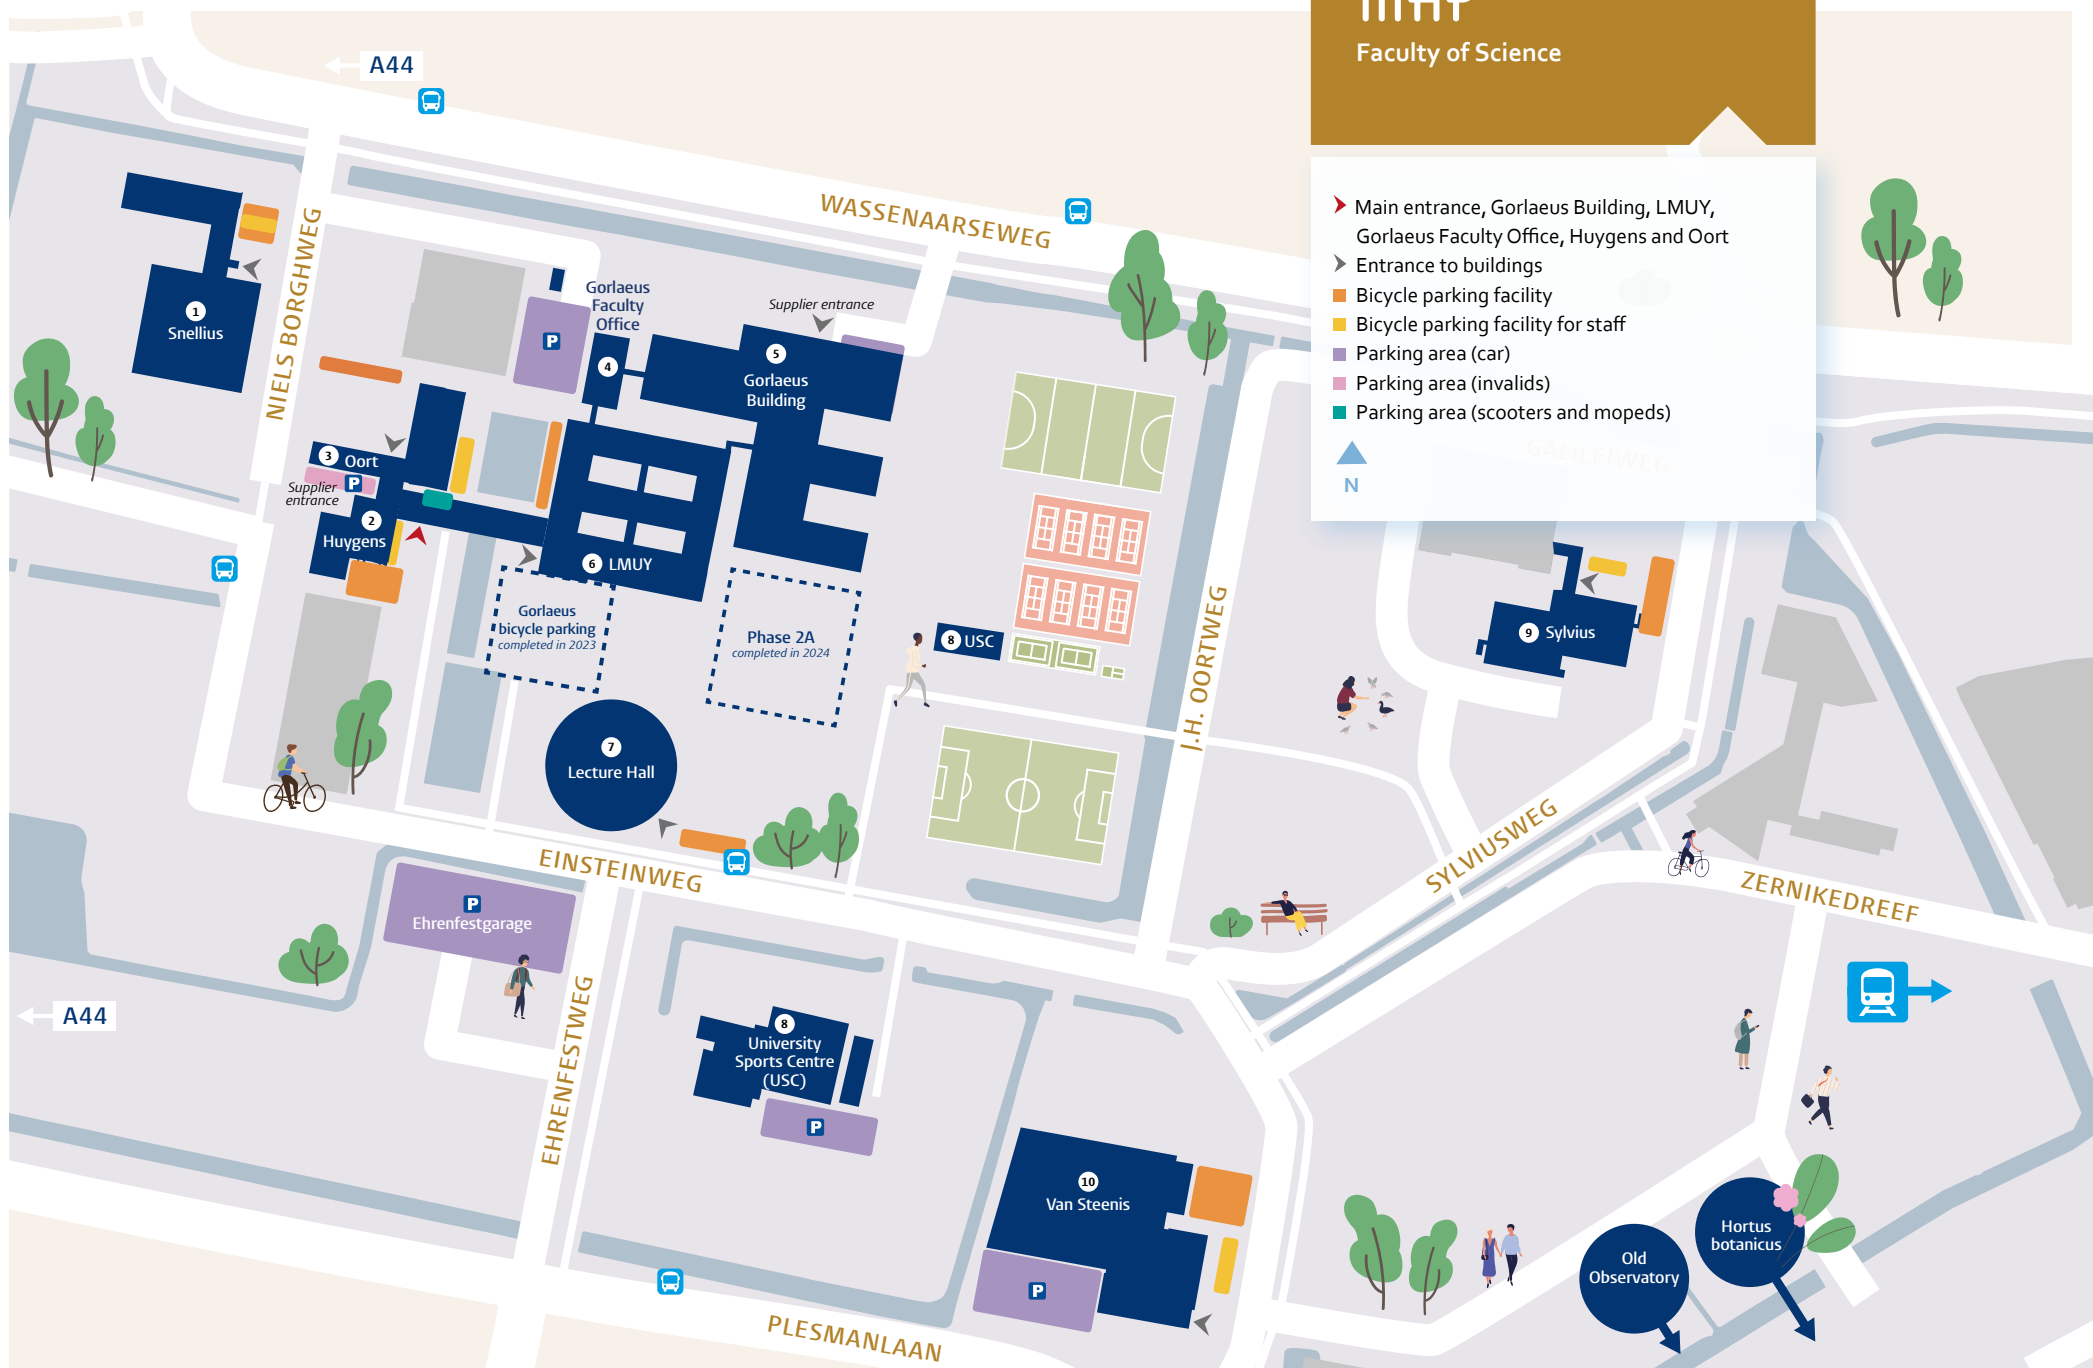 Faculty of Science
A44
WASSENAARSEWEG
Main entrance, Gorlaeus Building, LMUY,
Gorlaeus Faculty Office, Huygens and Oort
Entrance to buildings
Bicycle parking facility
Bicycle parking facility for staff
Parking area (car)
Parking area (invalids)
Parking area (scooters and mopeds)
N
GALILEIWEG
NIELS BORGHWEG
1
Snellius
Gorlaeus
Faculty
Office
4
P
Supplier entrance
5
Gorlaeus
Building
3 Oort
P
Supplier
entrance
2
Huygens
6 LMUY
Gorlaeus
bicycle parking
completed in 2023
Phase 2A
completed in 2024
8 USC
J.H. OORTWEG
9 Sylvius
7
Lecture Hall
EINSTEINWEG
SYLVIUSWEG
ZERNIKEDREEF
P
Ehrenfestgarage
A44
EHRENFESTWEG
8
University
Sports Centre
(USC)
P
10
Van Steenis
P
Hortus
botanicus
Old
Observatory
PLESMANLAAN